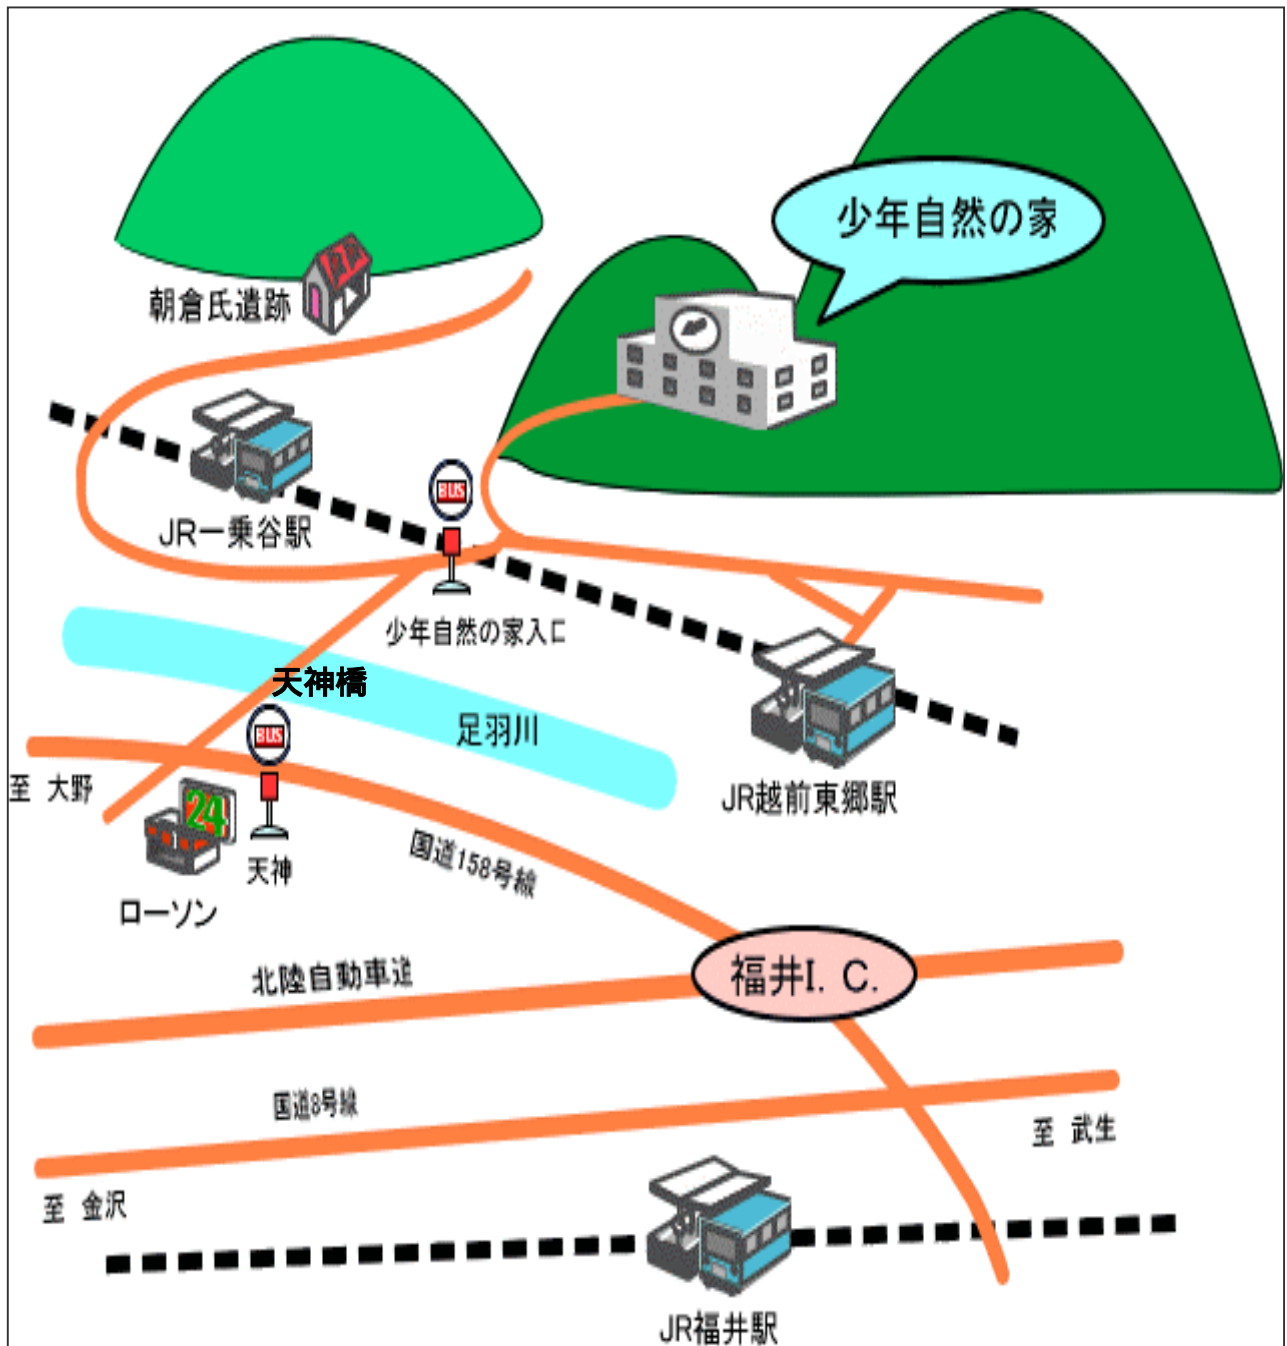 少年自然の家
朝倉氏遺跡
JR一乗谷駅
BUS
少年自然の家入口
天神橋
足羽川
BUS
至 大野
24
JR越前東郷駅
天神
国道158号線
ローソン
北陸自動車道
福井I. C.
国道8号線
至 武生
至 金沢
JR福井駅